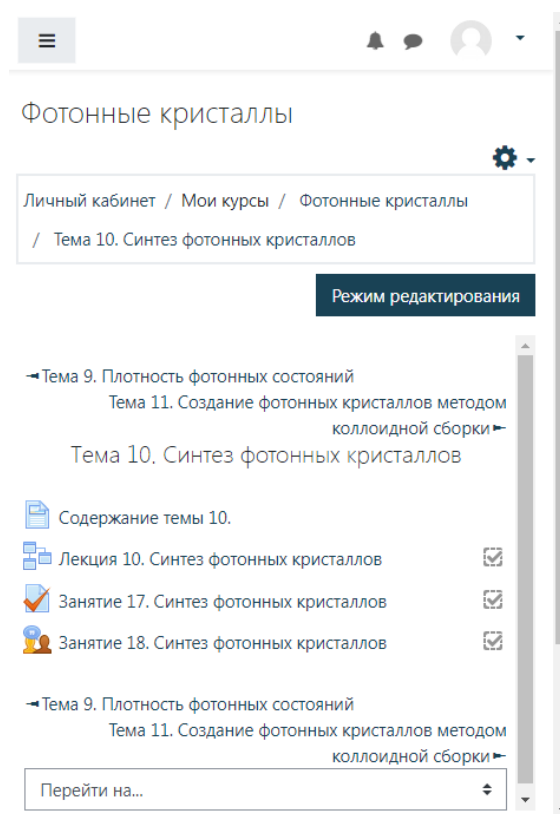 Фотонные кристаллы
Личный кабинет / Мои курсы / Фотонные кристаллы
/ Тема 10. Синтез фотонных кристаллов
Режим редактирования
Тема 9. Плотность фотонных состояний
Тема 11. Создание фотонных кристаллов методом
коллоидной сборки
Тема 10. Синтез фотонных кристаллов
Содержание темы 10.
Лекция 10. Синтез фотонных кристаллов
Занятие 17. Синтез фотонных кристаллов
Занятие 18. Синтез фотонных кристаллов
Тема 9. Плотность фотонных состояний
Тема 11. Создание фотонных кристаллов методом
коллоидной сборки
Перейти на...